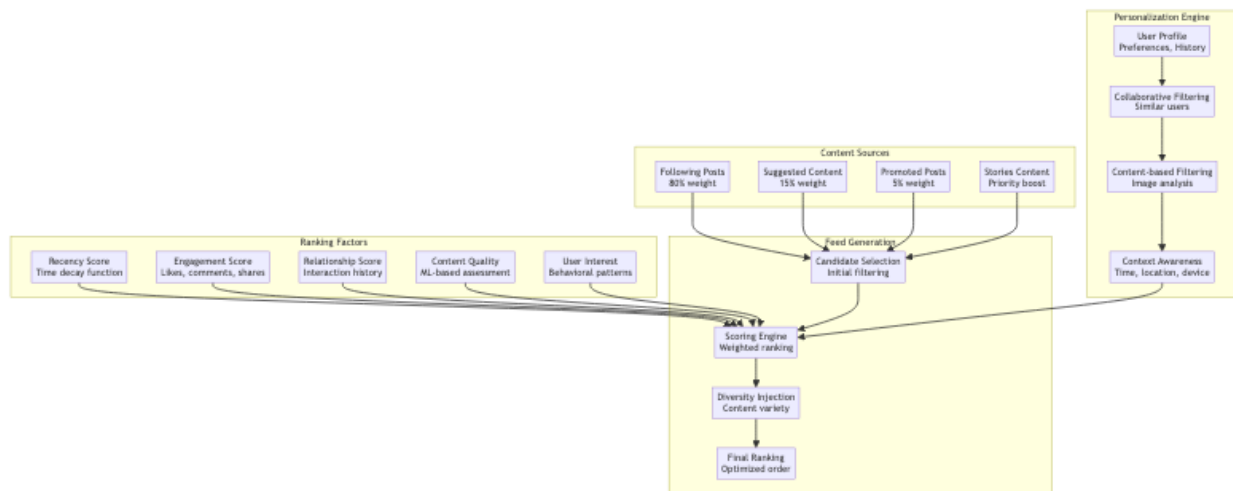 Personalization Engine
User Profile
Preferences, History
Collaborative Filtering
Similar users
Content-based Filtering
Image analysis
Context Awareness
Time, location, device
Content Sources
Following Posts
80% weight
Suggested Content
15% weight
Promoted Posts
5% weight
Stories Content
Priority boost
Ranking Factors
Recency Score
Time decay function
Engagement Score
Likes, comments, shares
Relationship Score
Interaction history
Content Quality
ML-based assessment
User Interest
Behavioral patterns
Feed Generation
Candidate Selection
Initial filtering
Scoring Engine
Weighted ranking
Diversity Injection
Content variety
Final Ranking
Optimized order